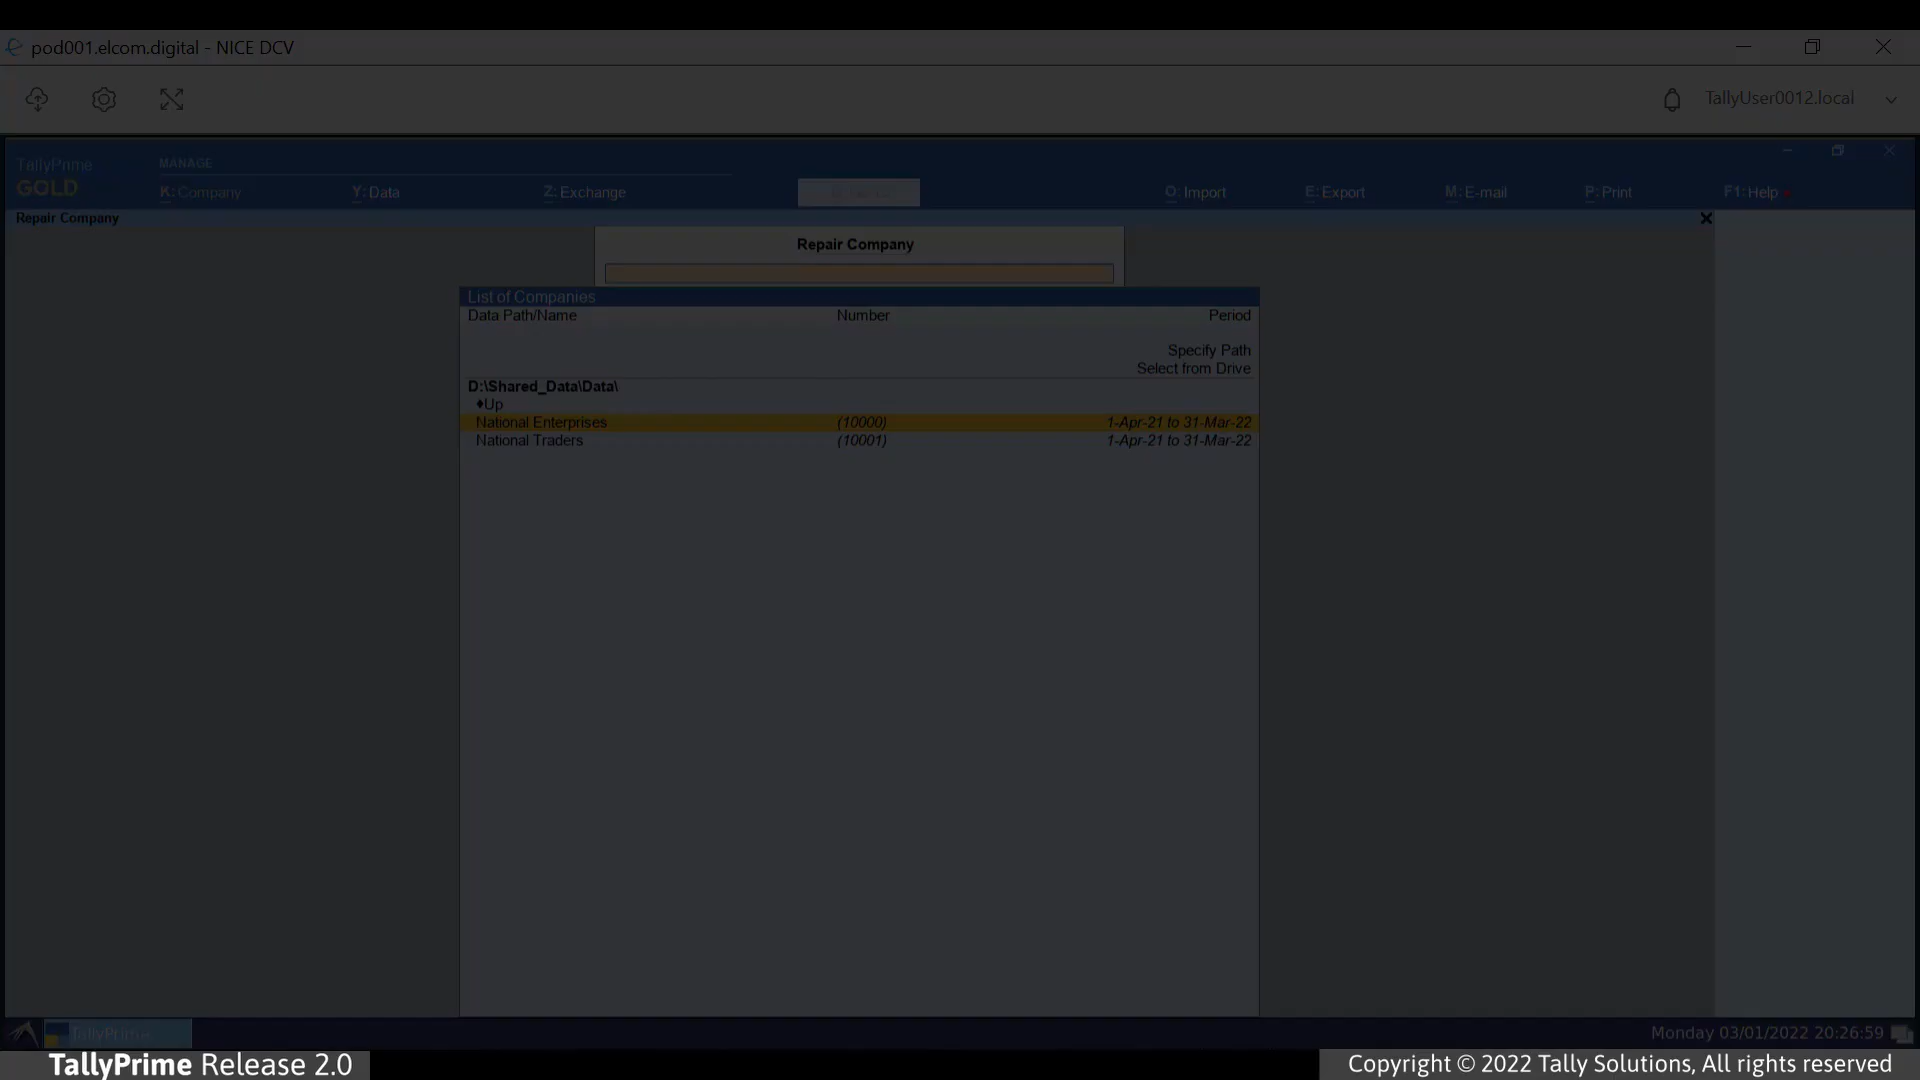 pod001.elcom.digital - NICE DCV
TallyUser0012.local
TallyPrime
GOLD
MANAGE
K: Company
Y: Data
Z: Exchange
O: Import
E: Export
M: E-mail
P: Print
F1: Help
Repair Company
Repair Company
List of Companies
Data Path/Name Number Period
Specify Path
Select from Drive
D:\Shared_Data\Data\
♦Up
National Enterprises (10000) 1-Apr-21 to 31-Mar-22
National Traders (10001) 1-Apr-21 to 31-Mar-22
TallyPrime
Monday 03/01/2022 20:26:59
TallyPrime Release 2.0
Copyright © 2022 Tally Solutions, All rights reserved